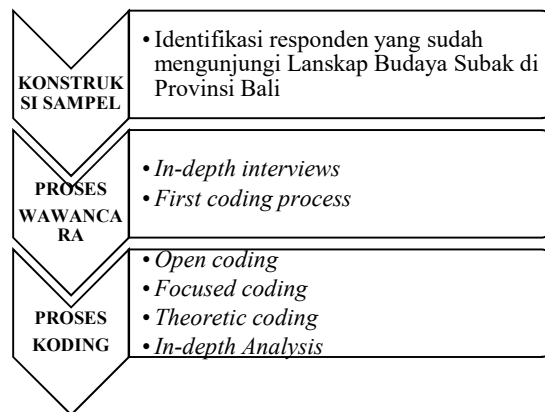 KONSTRUK
SI SAMPEL
• Identifikasi responden yang sudah
mengunjungi Lanskap Budaya Subak di
Provinsi Bali
PROSES
WAWANCA
RA
• In-depth interviews
• First coding process
PROSES
KODING
• Open coding
• Focused coding
• Theoretic coding
• In-depth Analysis